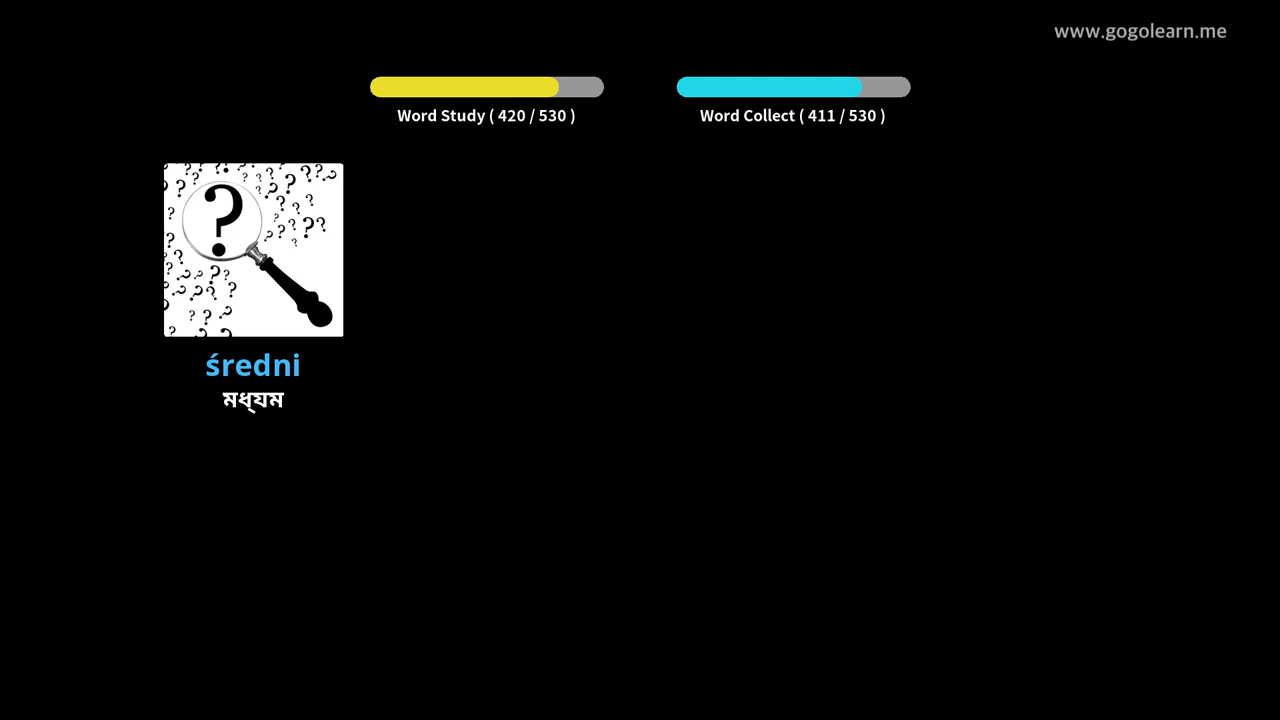 www.gogolearn.me
Word Study ( 420 / 530 )
Word Collect ( 411 / 530 )
średni
মধ্যম